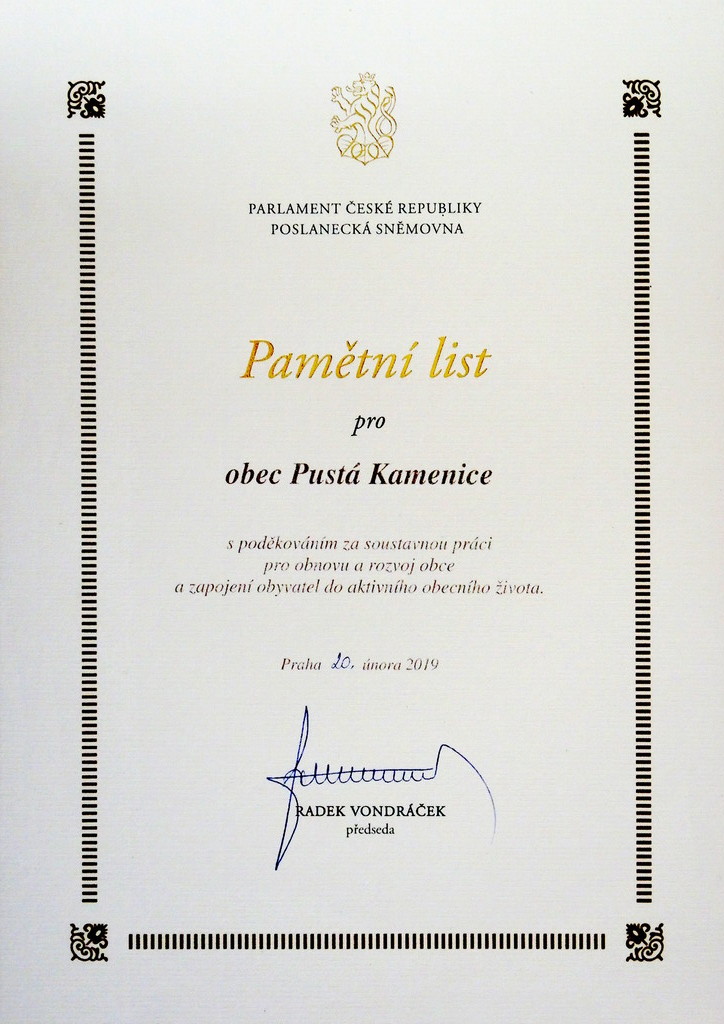 PARLAMENT ČESKÉ REPUBLIKY
POSLANECKÁ SNĚMOVNA
Pamětní list
pro
obec Pustá Kamenice
s poděkováním za soustavnou práci
pro obnovu a rozvoj obce
a zapojení obyvatel do aktivního obecního života.
Praha 20. února 2019
RADEK VONDRÁČEK
předseda